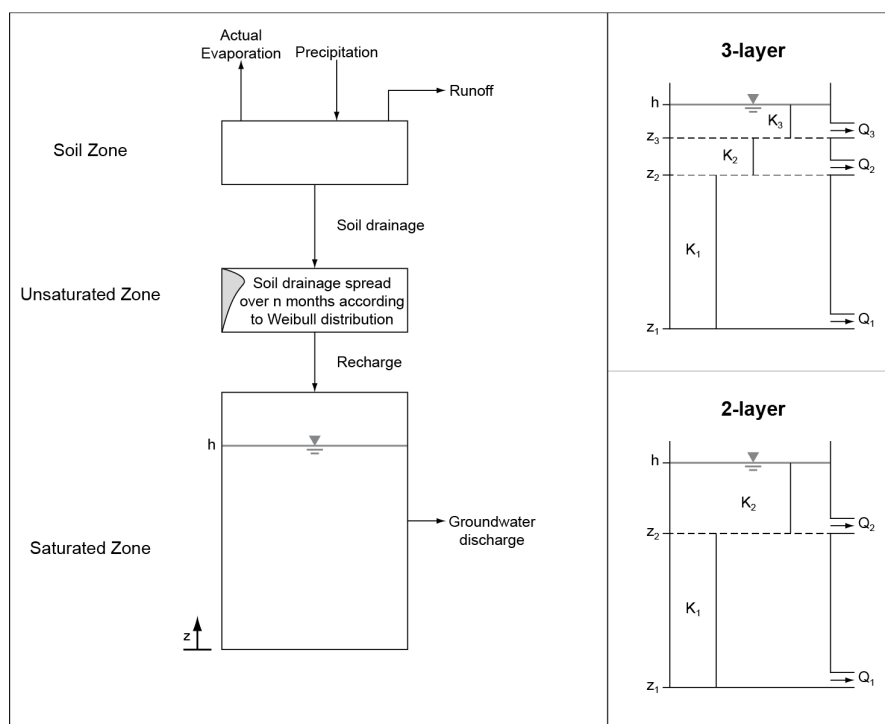 Actual
Evaporation
Precipitation
Runoff
Soil Zone
Soil drainage
Unsaturated Zone
Soil drainage spread
over n months according
to Weibull distribution
Recharge
h
Saturated Zone
Groundwater
discharge
z
3-layer
h
K₃
Q₃
z₃
K₂
Q₂
z₂
K₁
Q₁
z₁
2-layer
h
K₂
Q₂
z₂
K₁
Q₁
z₁